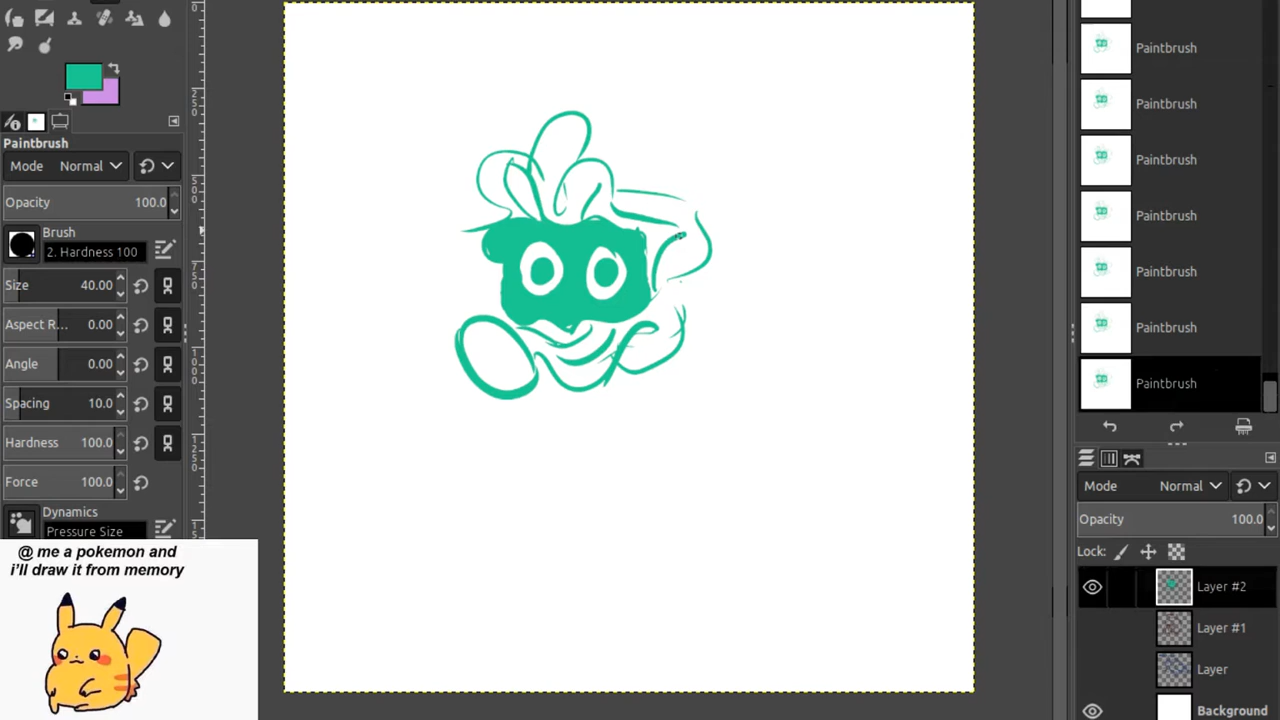 Paintbrush
Mode Normal
Opacity 100.0
Brush
2. Hardness 100
Size 40.00
Aspect R... 0.00
Angle 0.00
Spacing 10.0
Hardness 100.0
Force 100.0
Dynamics
Pressure Size
@ me a pokemon and
i'll draw it from memory
Paintbrush
Paintbrush
Paintbrush
Paintbrush
Paintbrush
Paintbrush
Paintbrush
Mode Normal
Opacity 100.0
Lock:
Layer #2
Layer #1
Layer
Background